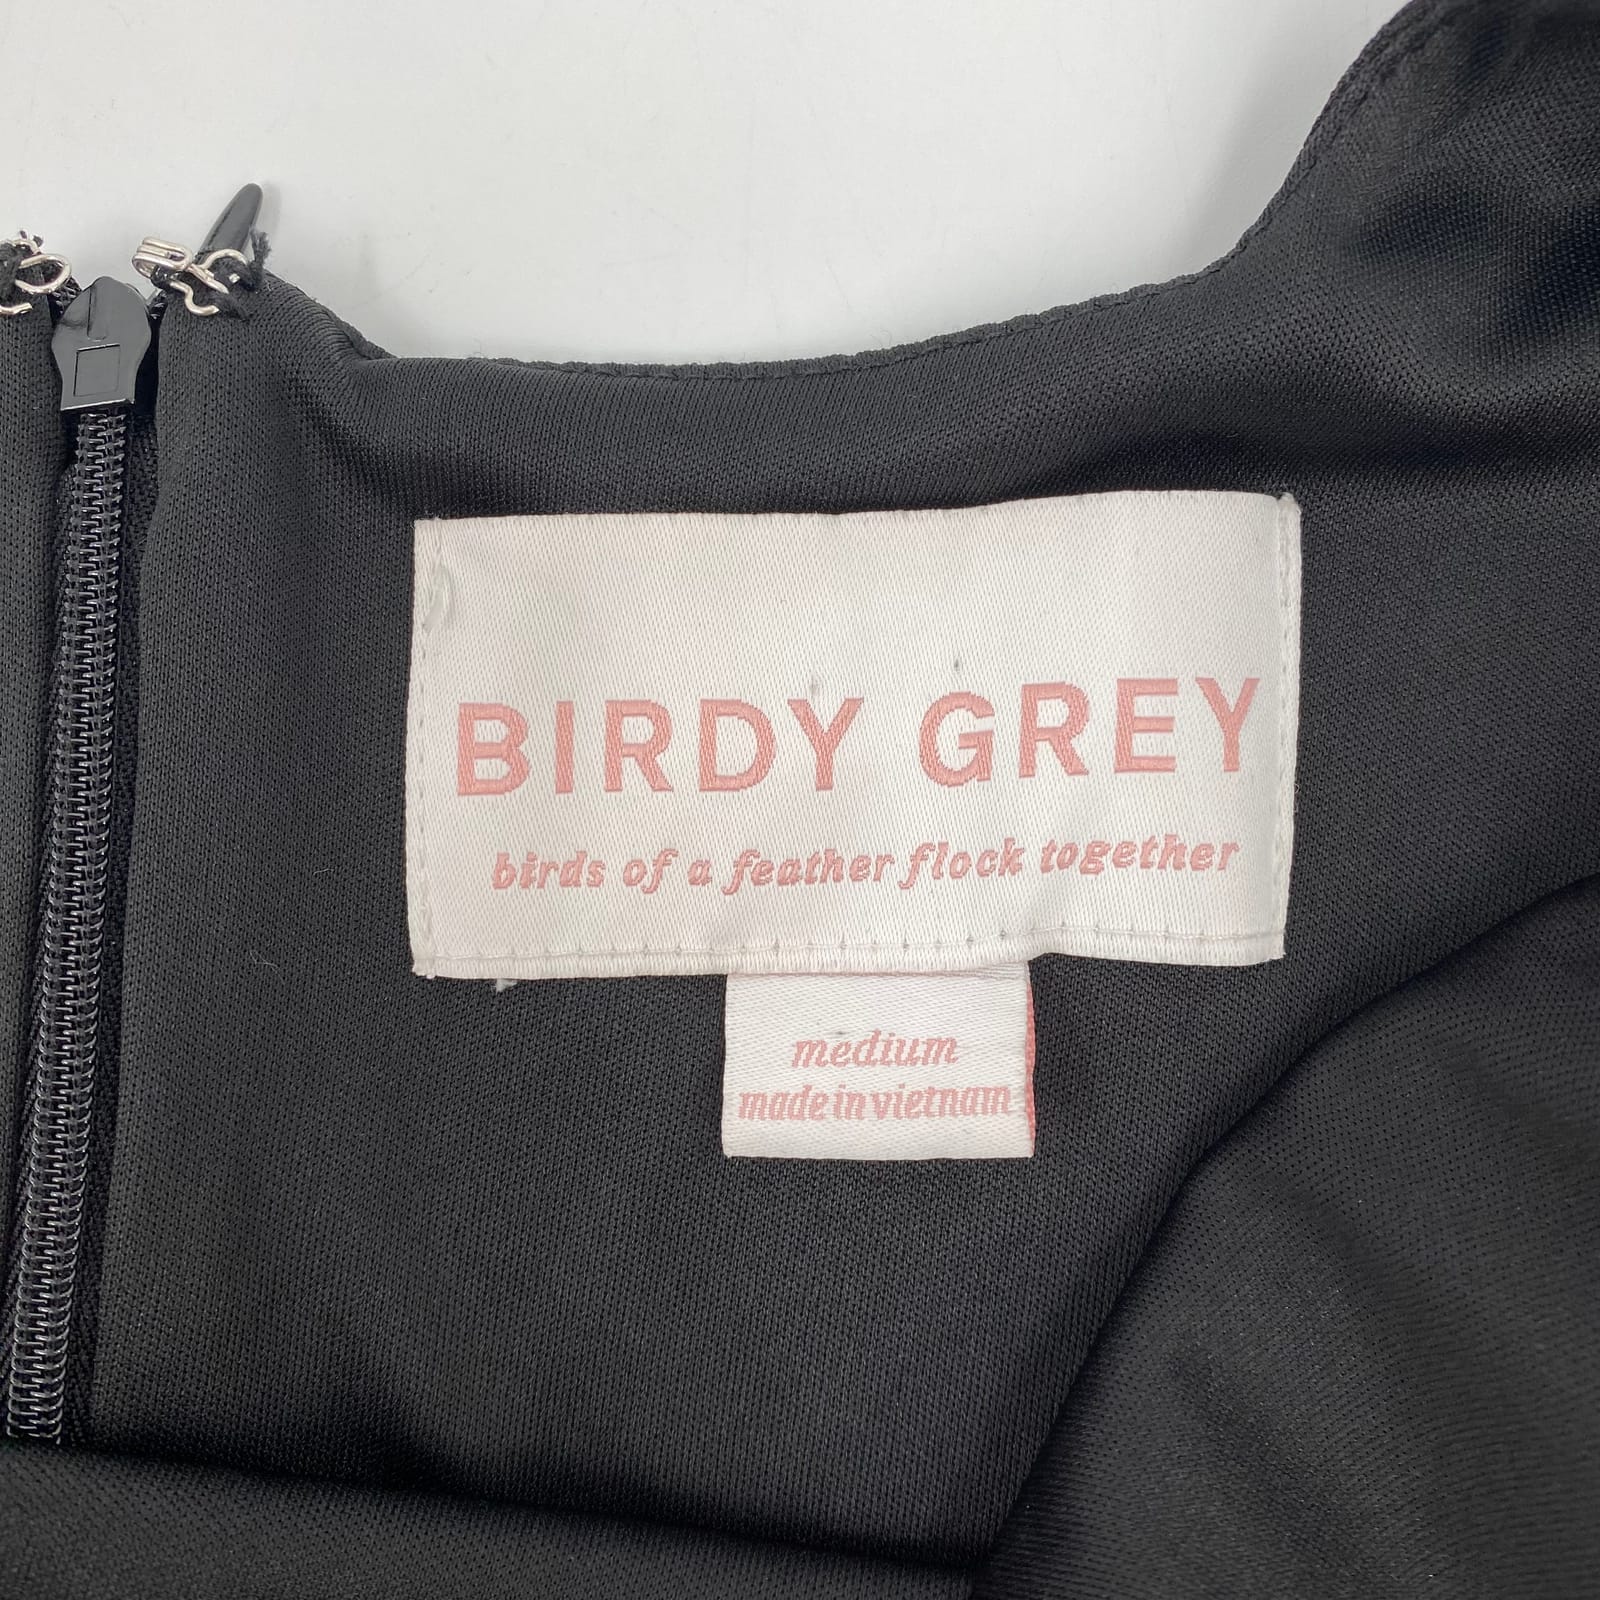 BIRDY GREY
birds of a feather flock together
medium
made in vietnam